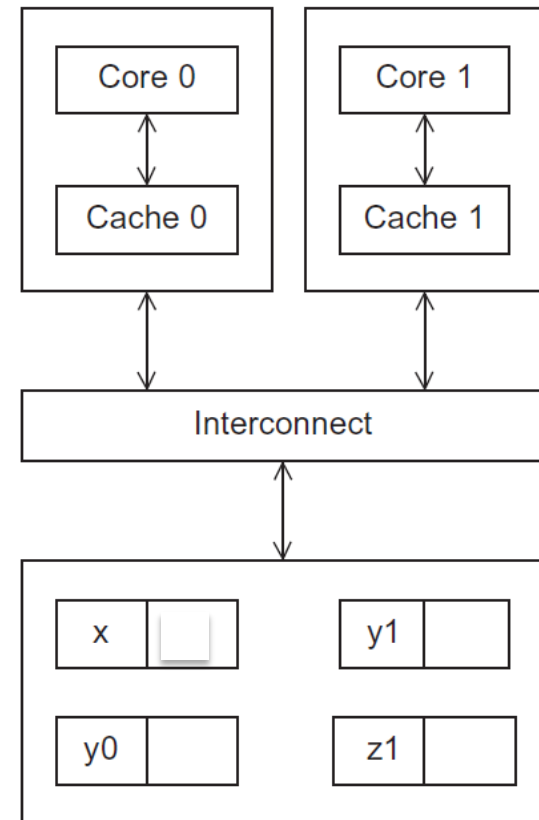 Core 0
Core 1
Cache 0
Cache 1
Interconnect
x
y1
y0
z1